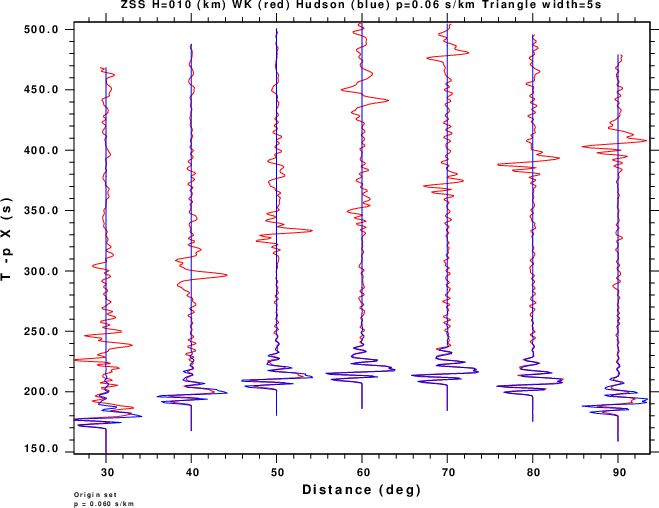 ZSS H=010 (km) WK (red) Hudson (blue) p=0.06 s/km Triangle width=5s
500.0
450.0
400.0
350.0
300.0
250.0
200.0
150.0
T -p X (s)
30 40 50 60 70 80 90
Distance (deg)
Origin set
p = 0.060 s/km